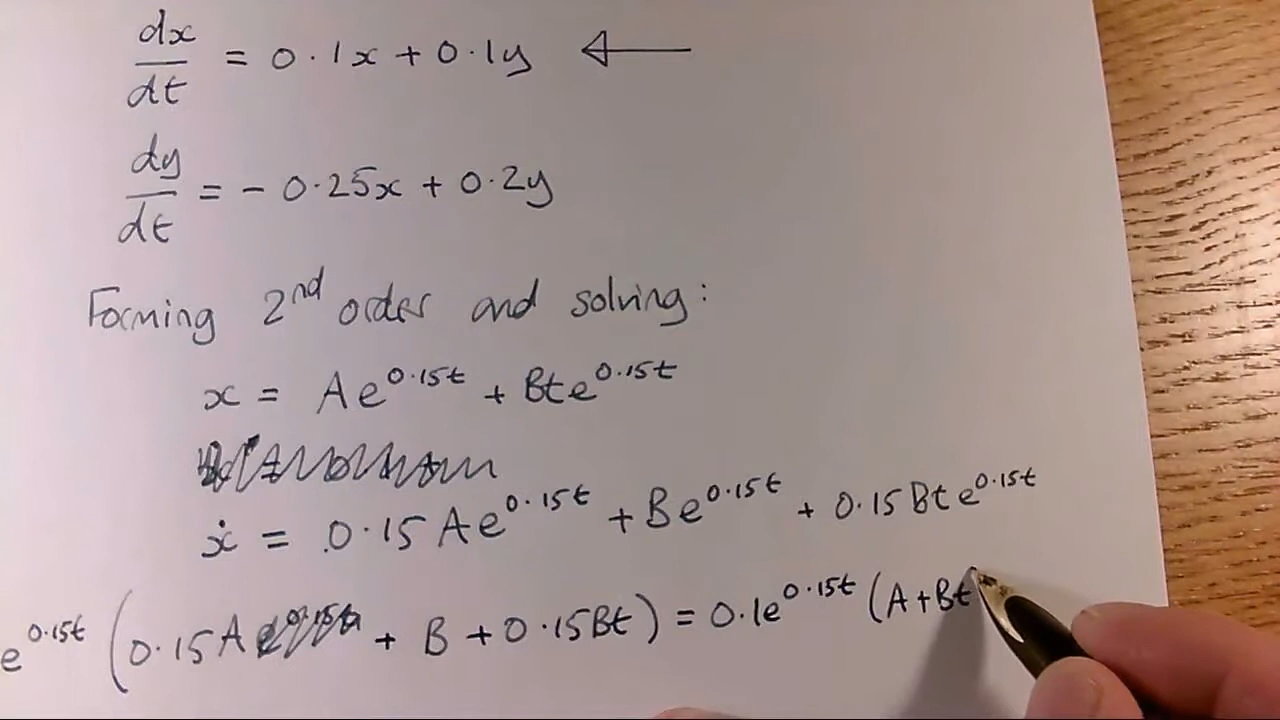 dx/dt = 0.1x + 0.1y
dy/dt = - 0.25x + 0.2y
Forming 2nd order and solving:
x = Ae^0.15t + Bte^0.15t
ẋ = 0.15Ae^0.15t + Be^0.15t + 0.15Bte^0.15t
e^0.15t (0.15A + B + 0.15Bt) = 0.1e^0.15t (A+Bt